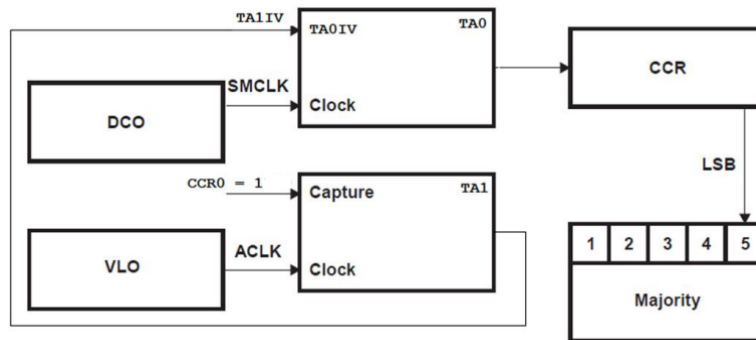 TA1IV
TA0IV
TA0
SMCLK
DCO
Clock
CCR
LSB
CCR0 = 1
Capture
TA1
ACLK
VLO
Clock
1 2 3 4 5
Majority